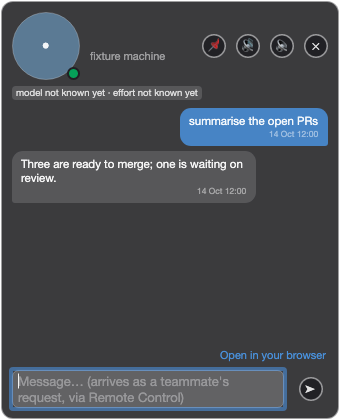 fixture machine
model not known yet · effort not known yet
summarise the open PRs
14 Oct 12:00
Three are ready to merge; one is waiting on
review.
14 Oct 12:00
Open in your browser
Message… (arrives as a teammate's
request, via Remote Control)